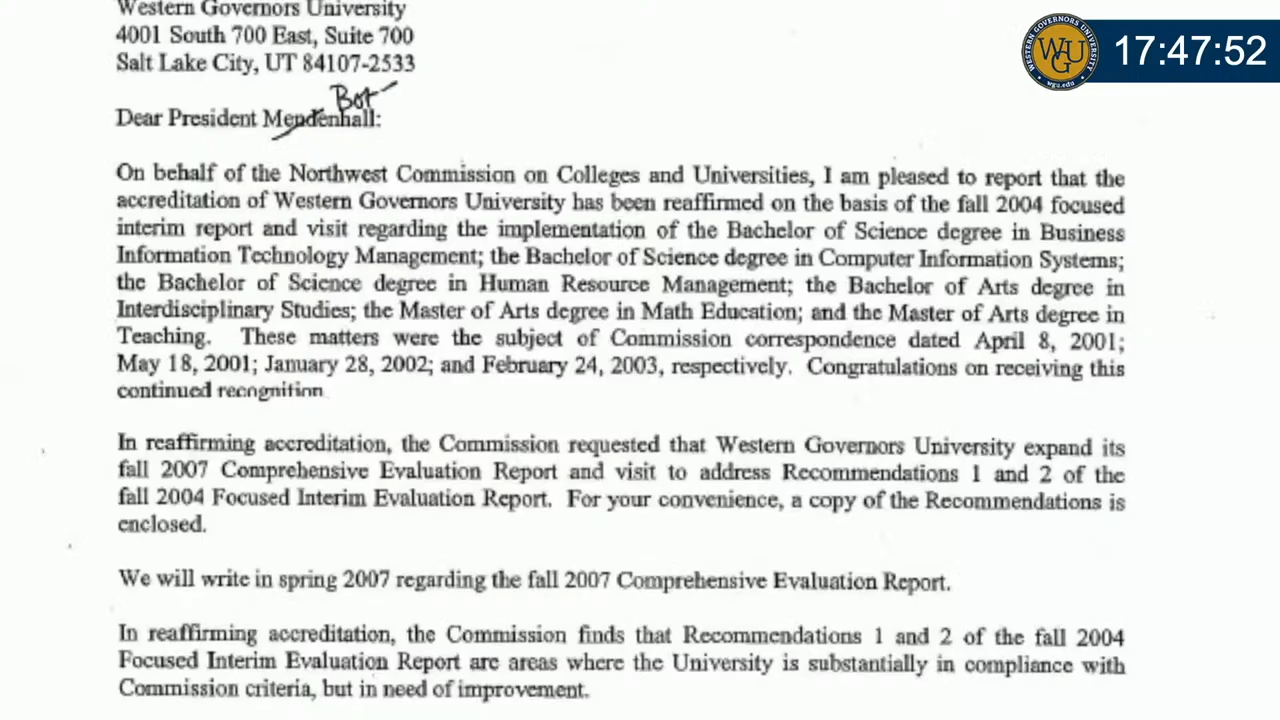 Western Governors University
4001 South 700 East, Suite 700
Salt Lake City, UT 84107-2533
WESTERN GOVERNORS UNIVERSITY
WGU
wgu.edu
17:47:52
Bob
Dear President Mendenhall:
On behalf of the Northwest Commission on Colleges and Universities, I am pleased to report that the
accreditation of Western Governors University has been reaffirmed on the basis of the fall 2004 focused
interim report and visit regarding the implementation of the Bachelor of Science degree in Business
Information Technology Management; the Bachelor of Science degree in Computer Information Systems;
the Bachelor of Science degree in Human Resource Management; the Bachelor of Arts degree in
Interdisciplinary Studies; the Master of Arts degree in Math Education; and the Master of Arts degree in
Teaching. These matters were the subject of Commission correspondence dated April 8, 2001;
May 18, 2001; January 28, 2002; and February 24, 2003, respectively. Congratulations on receiving this
continued recognition
In reaffirming accreditation, the Commission requested that Western Governors University expand its
fall 2007 Comprehensive Evaluation Report and visit to address Recommendations 1 and 2 of the
fall 2004 Focused Interim Evaluation Report. For your convenience, a copy of the Recommendations is
enclosed.
We will write in spring 2007 regarding the fall 2007 Comprehensive Evaluation Report.
In reaffirming accreditation, the Commission finds that Recommendations 1 and 2 of the fall 2004
Focused Interim Evaluation Report are areas where the University is substantially in compliance with
Commission criteria, but in need of improvement.